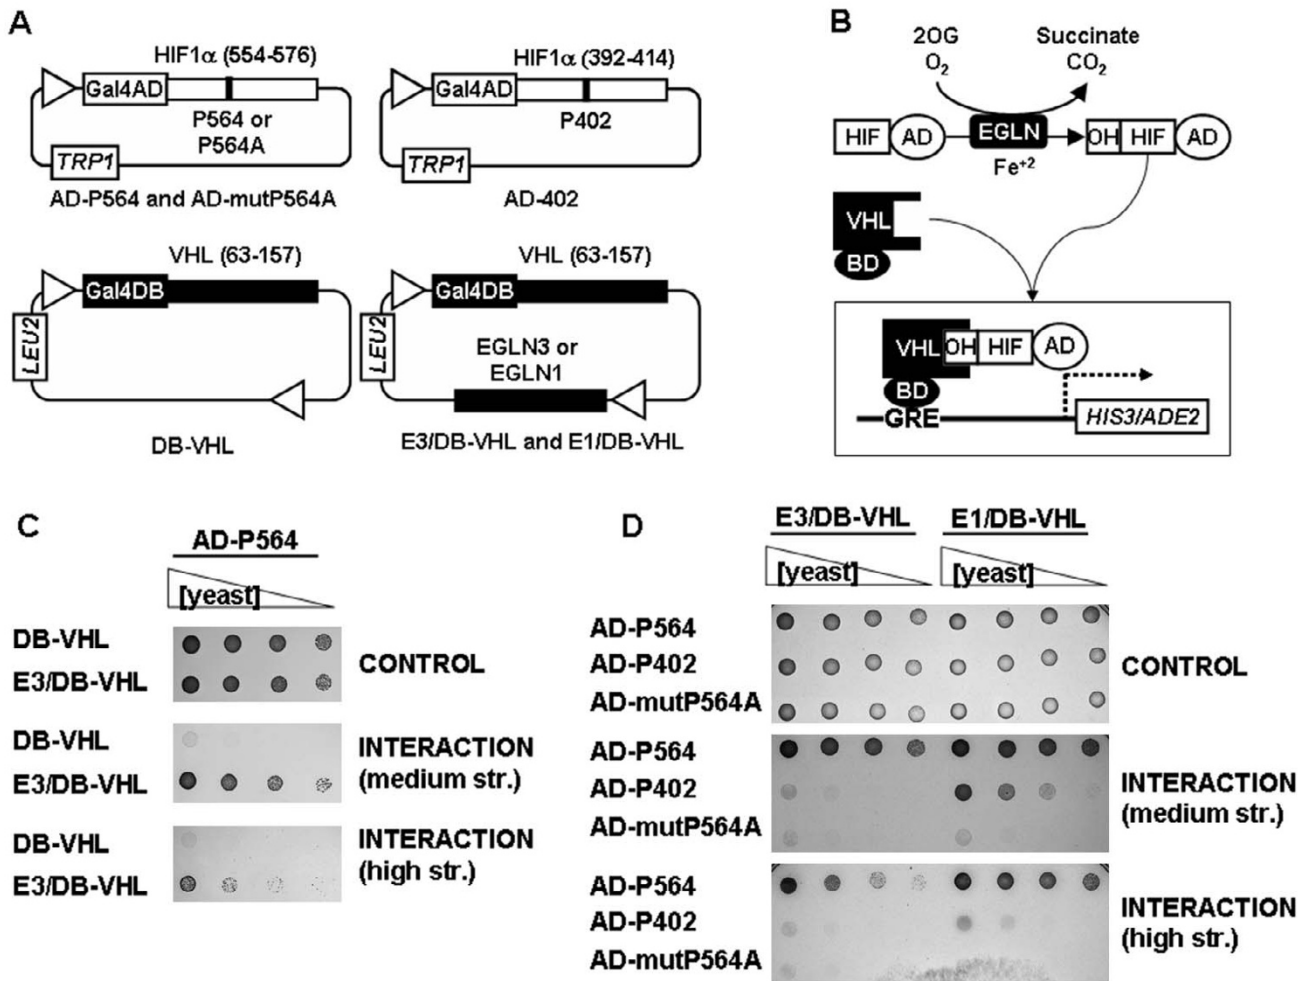 A
HIF1α (554-576)
Gal4AD
P564 or
P564A
TRP1
AD-P564 and AD-mutP564A
HIF1α (392-414)
Gal4AD
P402
TRP1
AD-402
VHL (63-157)
Gal4DB
LEU2
DB-VHL
VHL (63-157)
Gal4DB
LEU2
EGLN3 or
EGLN1
E3/DB-VHL and E1/DB-VHL
B
2OG
O2
Succinate
CO2
HIF AD
EGLN
Fe+2
OH HIF AD
VHL
BD
VHL OH HIF AD
BD
GRE
HIS3/ADE2
C
AD-P564
[yeast]
DB-VHL
E3/DB-VHL
CONTROL
DB-VHL
E3/DB-VHL
INTERACTION
(medium str.)
DB-VHL
E3/DB-VHL
INTERACTION
(high str.)
D
E3/DB-VHL E1/DB-VHL
[yeast] [yeast]
AD-P564
AD-P402
AD-mutP564A
CONTROL
AD-P564
AD-P402
AD-mutP564A
INTERACTION
(medium str.)
AD-P564
AD-P402
AD-mutP564A
INTERACTION
(high str.)